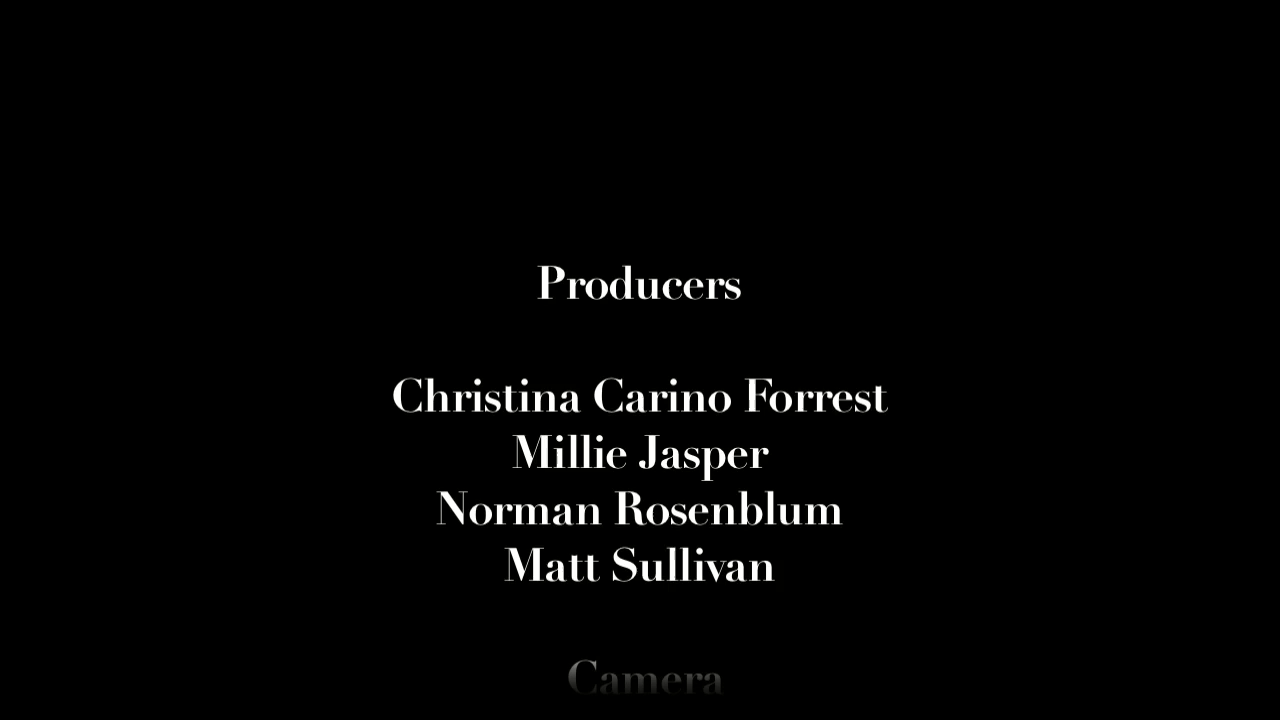 Producers
Christina Carino Forrest
Millie Jasper
Norman Rosenblum
Matt Sullivan
Camera